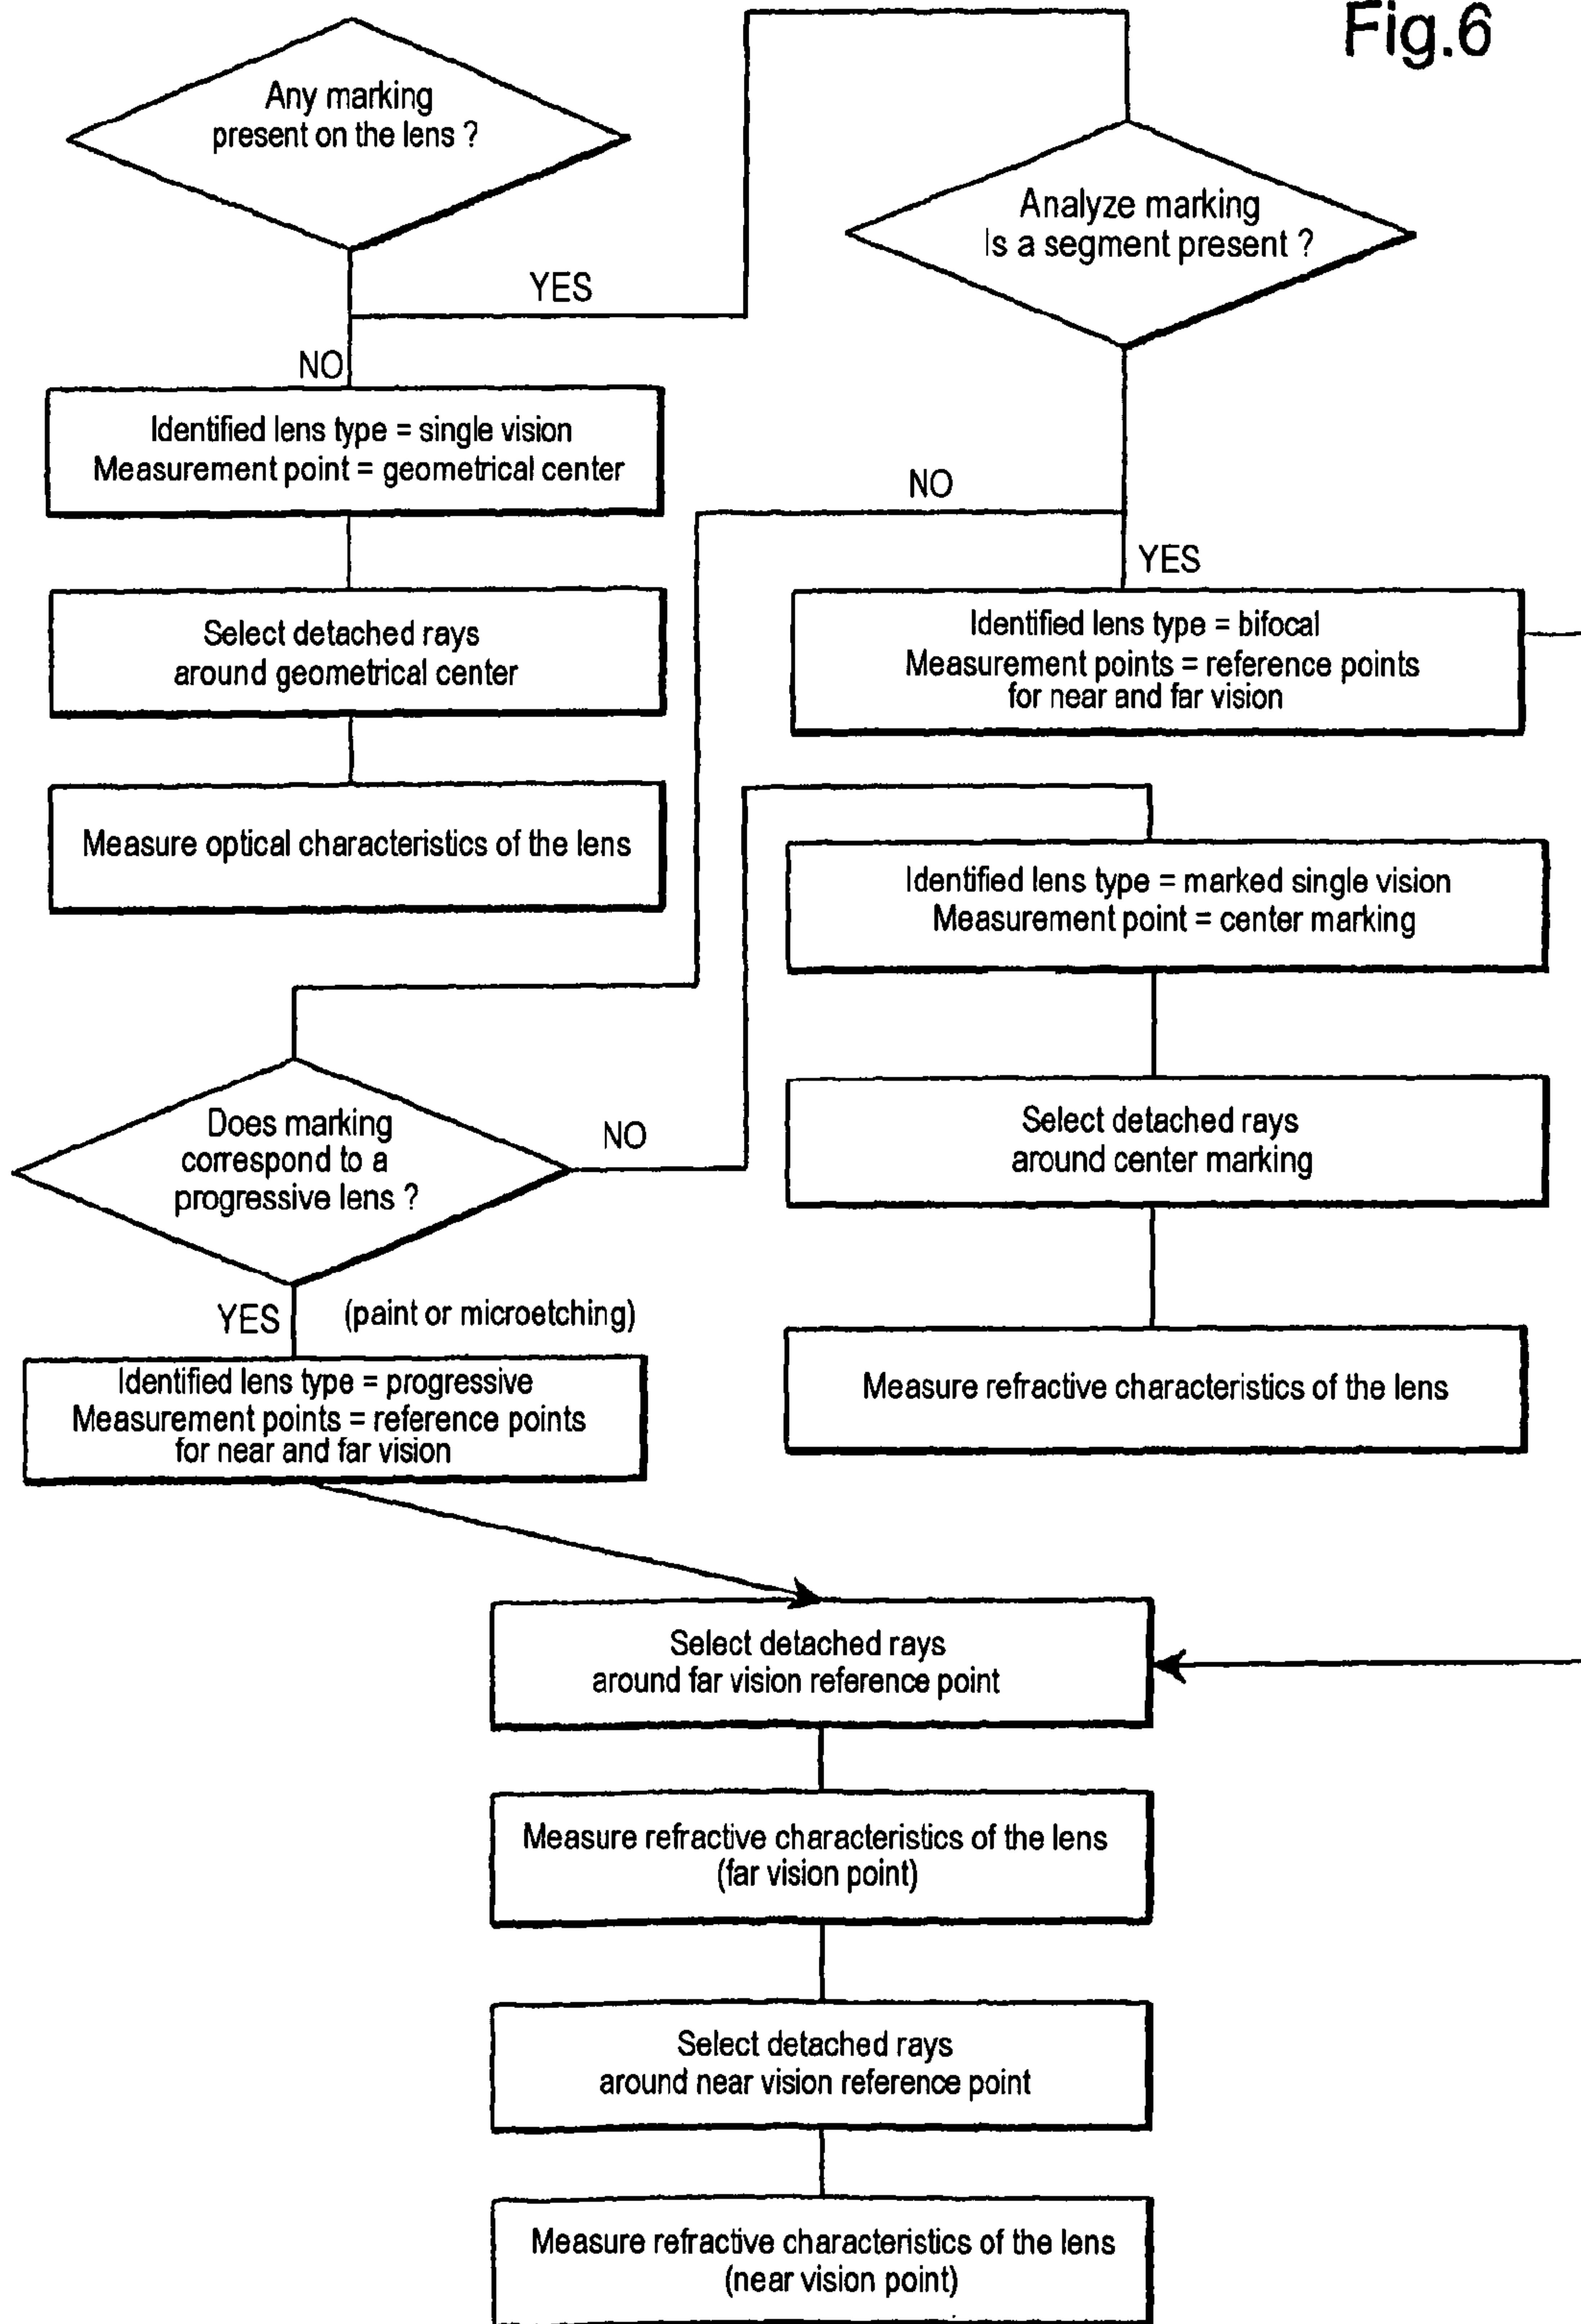 Fig.6
Any marking
present on the lens ?
YES
NO
Analyze marking
Is a segment present ?
Identified lens type = single vision
Measurement point = geometrical center
NO
YES
Select detached rays
around geometrical center
Identified lens type = bifocal
Measurement points = reference points
for near and far vision
Measure optical characteristics of the lens
Identified lens type = marked single vision
Measurement point = center marking
Does marking
correspond to a
progressive lens ?
NO
Select detached rays
around center marking
YES
(paint or microetching)
Identified lens type = progressive
Measurement points = reference points
for near and far vision
Measure refractive characteristics of the lens
Select detached rays
around far vision reference point
Measure refractive characteristics of the lens
(far vision point)
Select detached rays
around near vision reference point
Measure refractive characteristics of the lens
(near vision point)